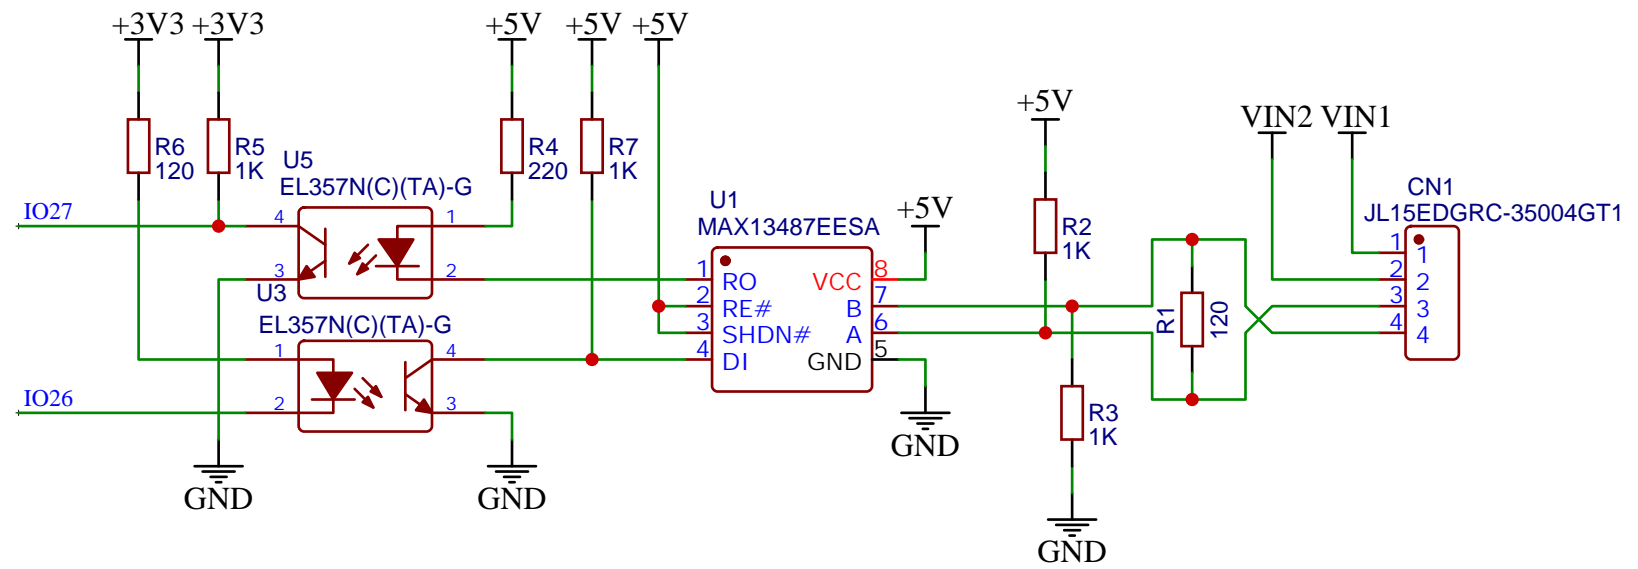 +3V3 +3V3 +5V +5V +5V
+5V
VIN2 VIN1
R6
120
R5
1K
U5
EL357N(C)(TA)-G
R4
220
R7
1K
IO27
4 1
3 2
U3
EL357N(C)(TA)-G
1 4
2 3
IO26
GND
GND
U1
MAX13487EESA
+5V
1 RO VCC 8
2 RE# B 7
3 SHDN# A 6
4 DI GND 5
GND
R2
1K
R3
1K
GND
R1
120
CN1
JL15EDGRC-35004GT1
1 1
2 2
3 3
4 4